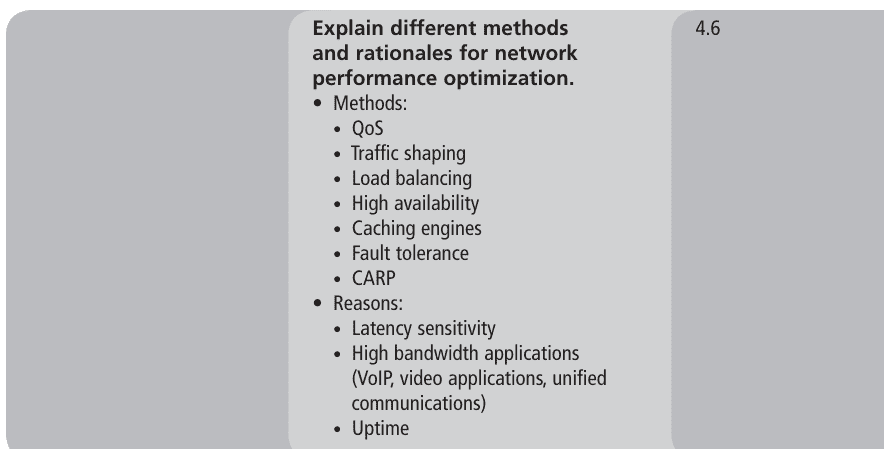 Explain different methods
and rationales for network
performance optimization.
• Methods:
• QoS
• Traffic shaping
• Load balancing
• High availability
• Caching engines
• Fault tolerance
• CARP
• Reasons:
• Latency sensitivity
• High bandwidth applications
(VoIP, video applications, unified
communications)
• Uptime
4.6